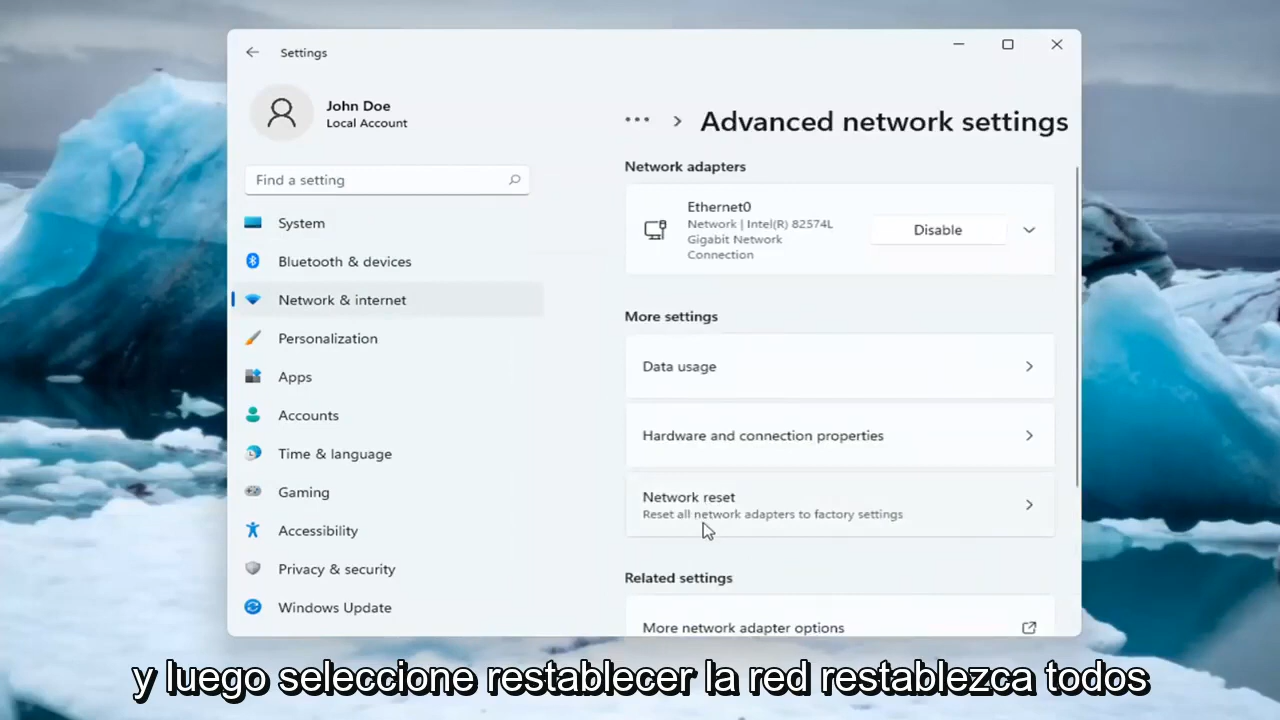 Settings
John Doe
Local Account
Find a setting
System
Bluetooth & devices
Network & internet
Personalization
Apps
Accounts
Time & language
Gaming
Accessibility
Privacy & security
Windows Update
Advanced network settings
Network adapters
Ethernet0
Network | Intel(R) 82574L
Gigabit Network
Connection
Disable
More settings
Data usage
Hardware and connection properties
Network reset
Reset all network adapters to factory settings
Related settings
More network adapter options
y luego seleccione restablecer la red restablezca todos